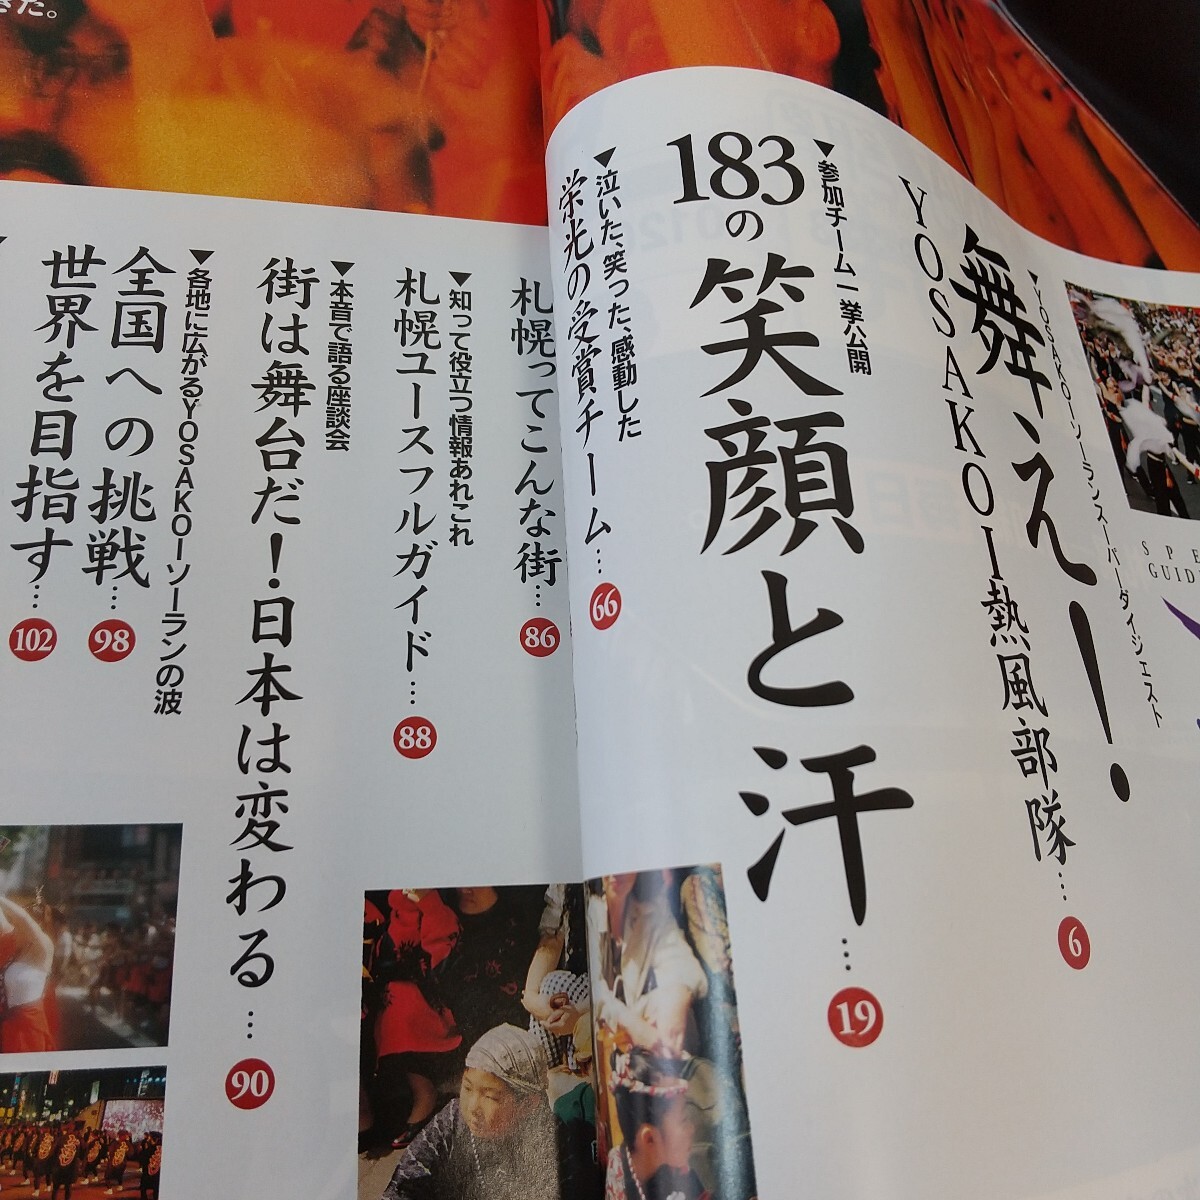 きた。
▼YOSAKOIソーランスーパーダイジェスト
舞え!
YOSAKOI熱風部隊…6
▼参加チーム一挙公開
183の笑顔と汗…19
▼泣いた、笑った、感動した
栄光の受賞チーム…66
札幌ってこんな街…86
▼知って役立つ情報あれこれ
札幌ユースフルガイド…88
▼本音で語る座談会
街は舞台だ!日本は変わる…90
▼各地に広がるYOSAKOIソーランの波
全国への挑戦…98
世界を目指す…102